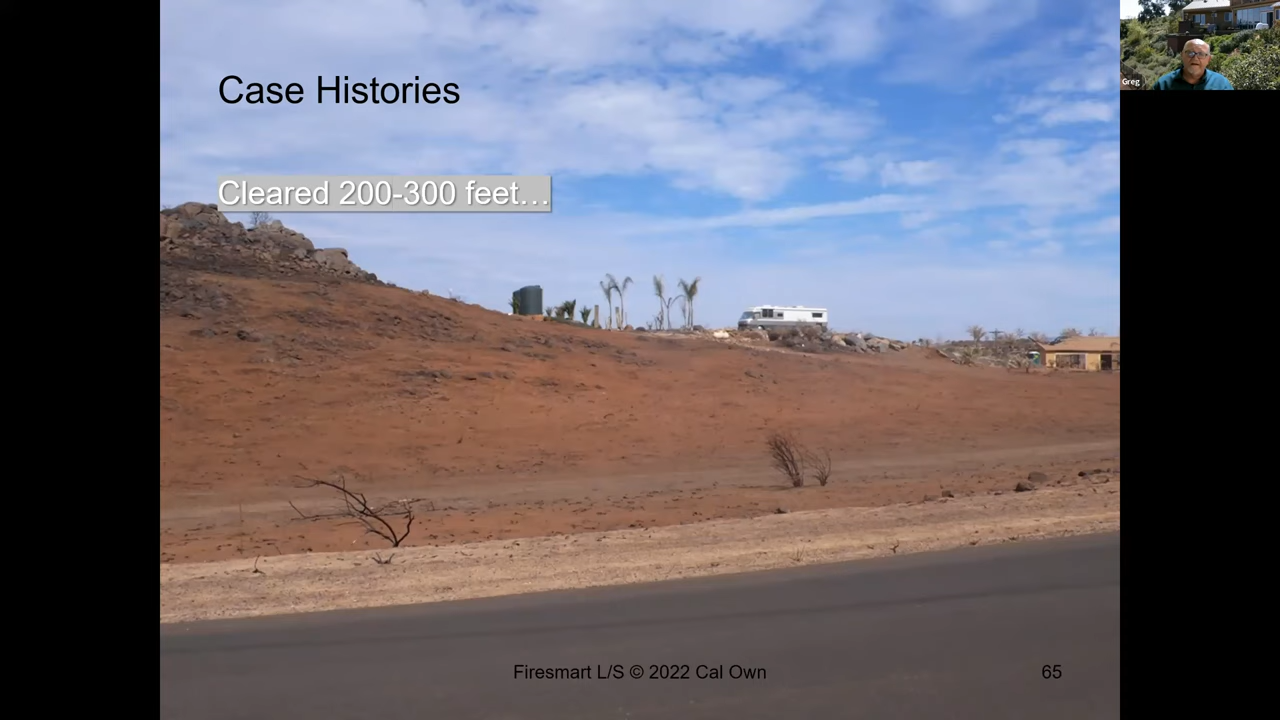 Case Histories
Cleared 200-300 feet…
Greg
Firesmart L/S © 2022 Cal Own
65